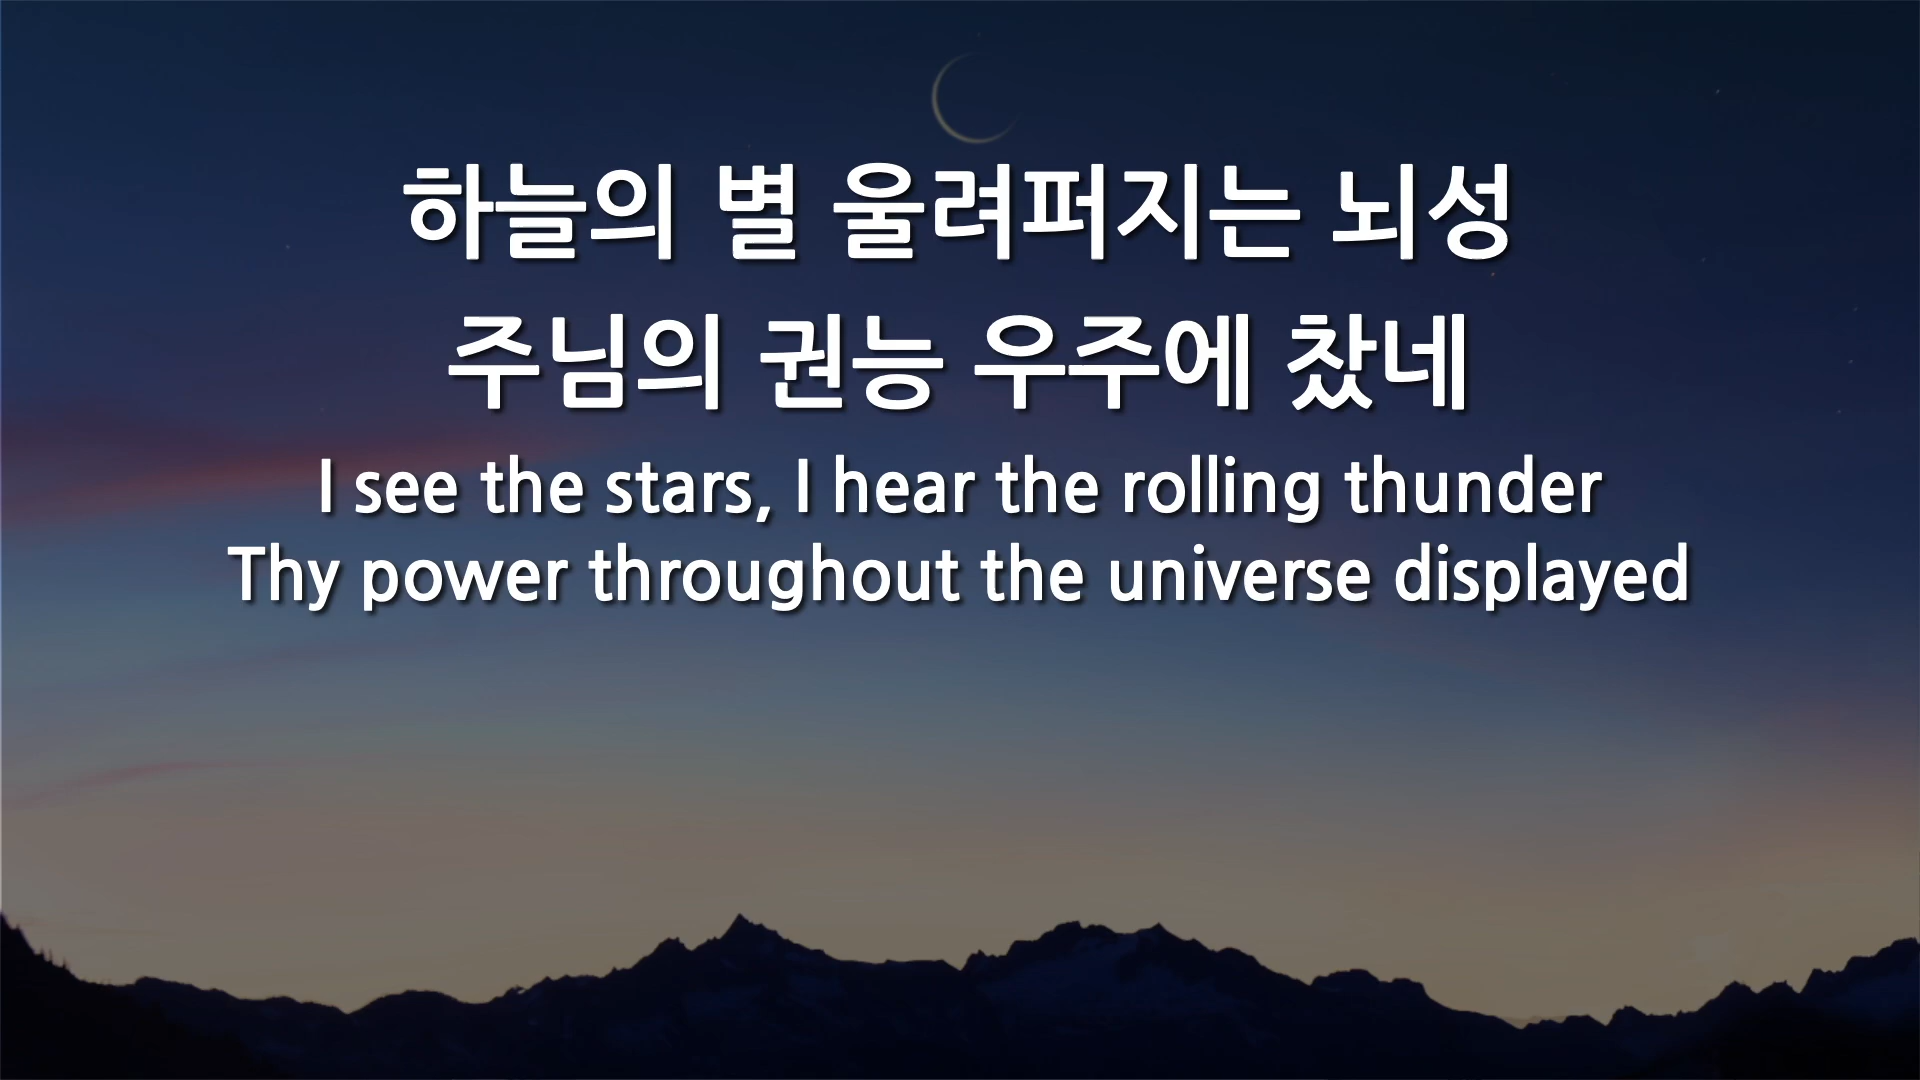 하늘의 별 울려퍼지는 뇌성
주님의 권능 우주에 찼네
I see the stars, I hear the rolling thunder
Thy power throughout the universe displayed